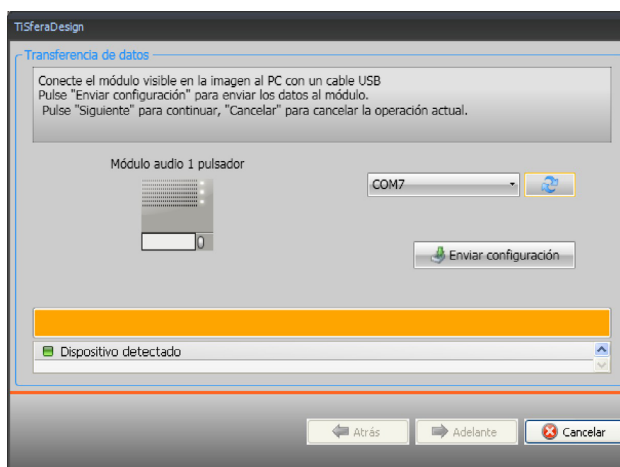 TiSferaDesign
Transferencia de datos
Conecte el módulo visible en la imagen al PC con un cable USB
Pulse "Enviar configuración" para enviar los datos al módulo.
Pulse "Siguiente" para continuar, "Cancelar" para cancelar la operación actual.
Módulo audio 1 pulsador
COM7
Enviar configuración
Dispositivo detectado
Atrás
Adelante
Cancelar